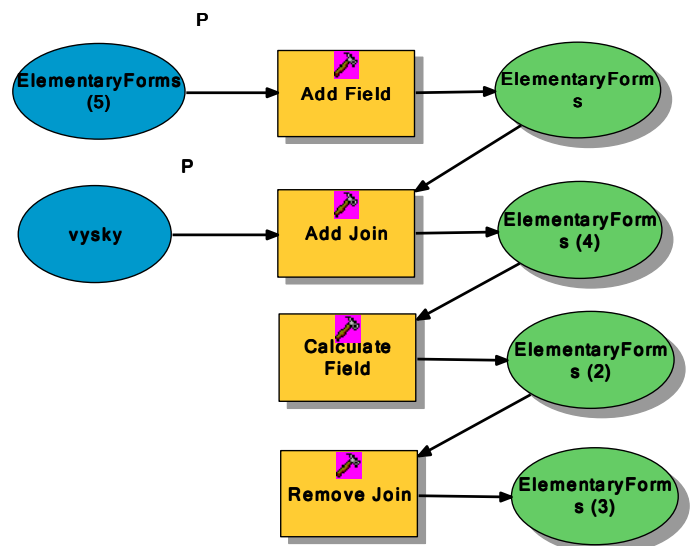 P
ElementaryForms
(5)
Add Field
ElementaryForm
s
P
vysky
Add Join
ElementaryForm
s (4)
Calculate
Field
ElementaryForm
s (2)
Remove Join
ElementaryForm
s (3)